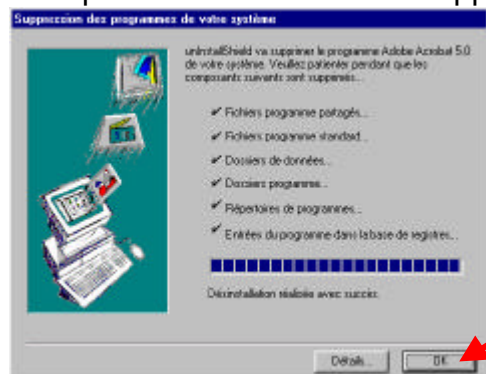 Suppression des programmes de votre système
unInstallShield va supprimer le programme Adobe Acrobat 5.0
de votre système. Veuillez patienter pendant que les
composants suivants sont supprimés...
Fichiers programme partagés...
Fichiers programme standard...
Dossiers de données...
Dossiers programme...
Répertoires de programmes...
Entrées du programme dans la base de registres...
Désinstallation réalisée avec succès.
Détails...
OK